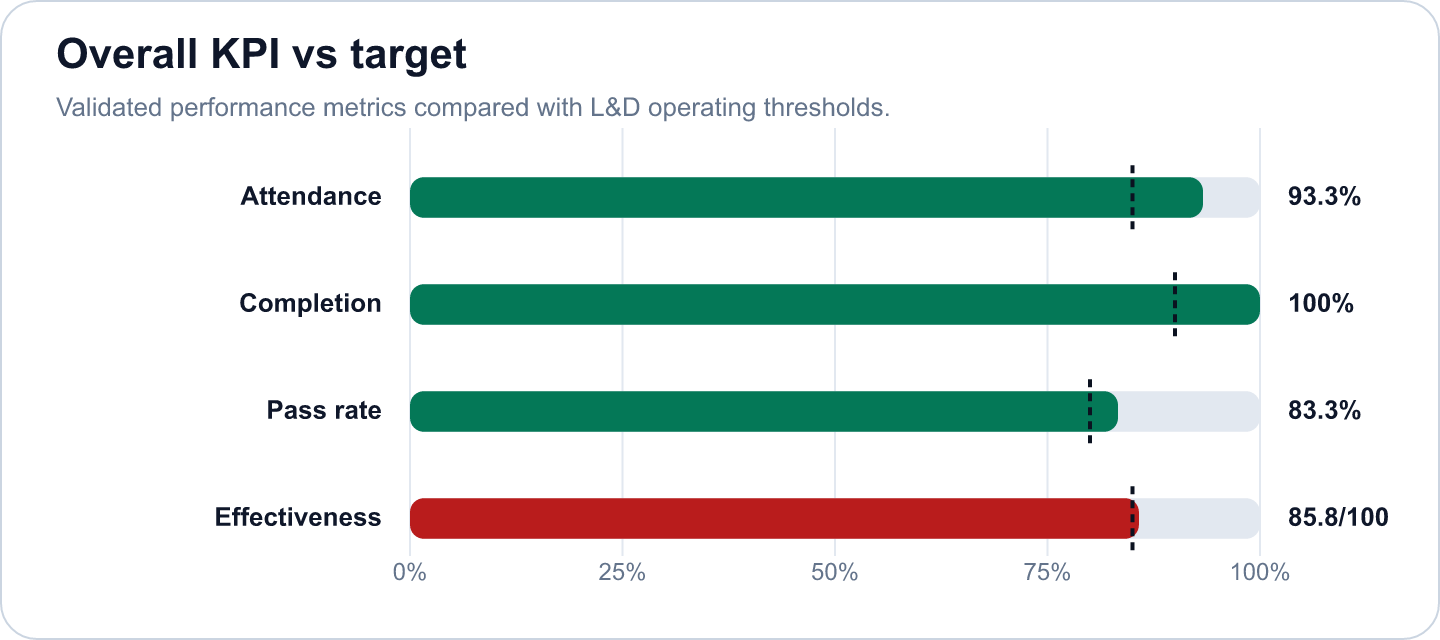 Overall KPI vs target
Validated performance metrics compared with L&D operating thresholds.
Attendance 93.3%
Completion 100%
Pass rate 83.3%
Effectiveness 85.8/100
0% 25% 50% 75% 100%